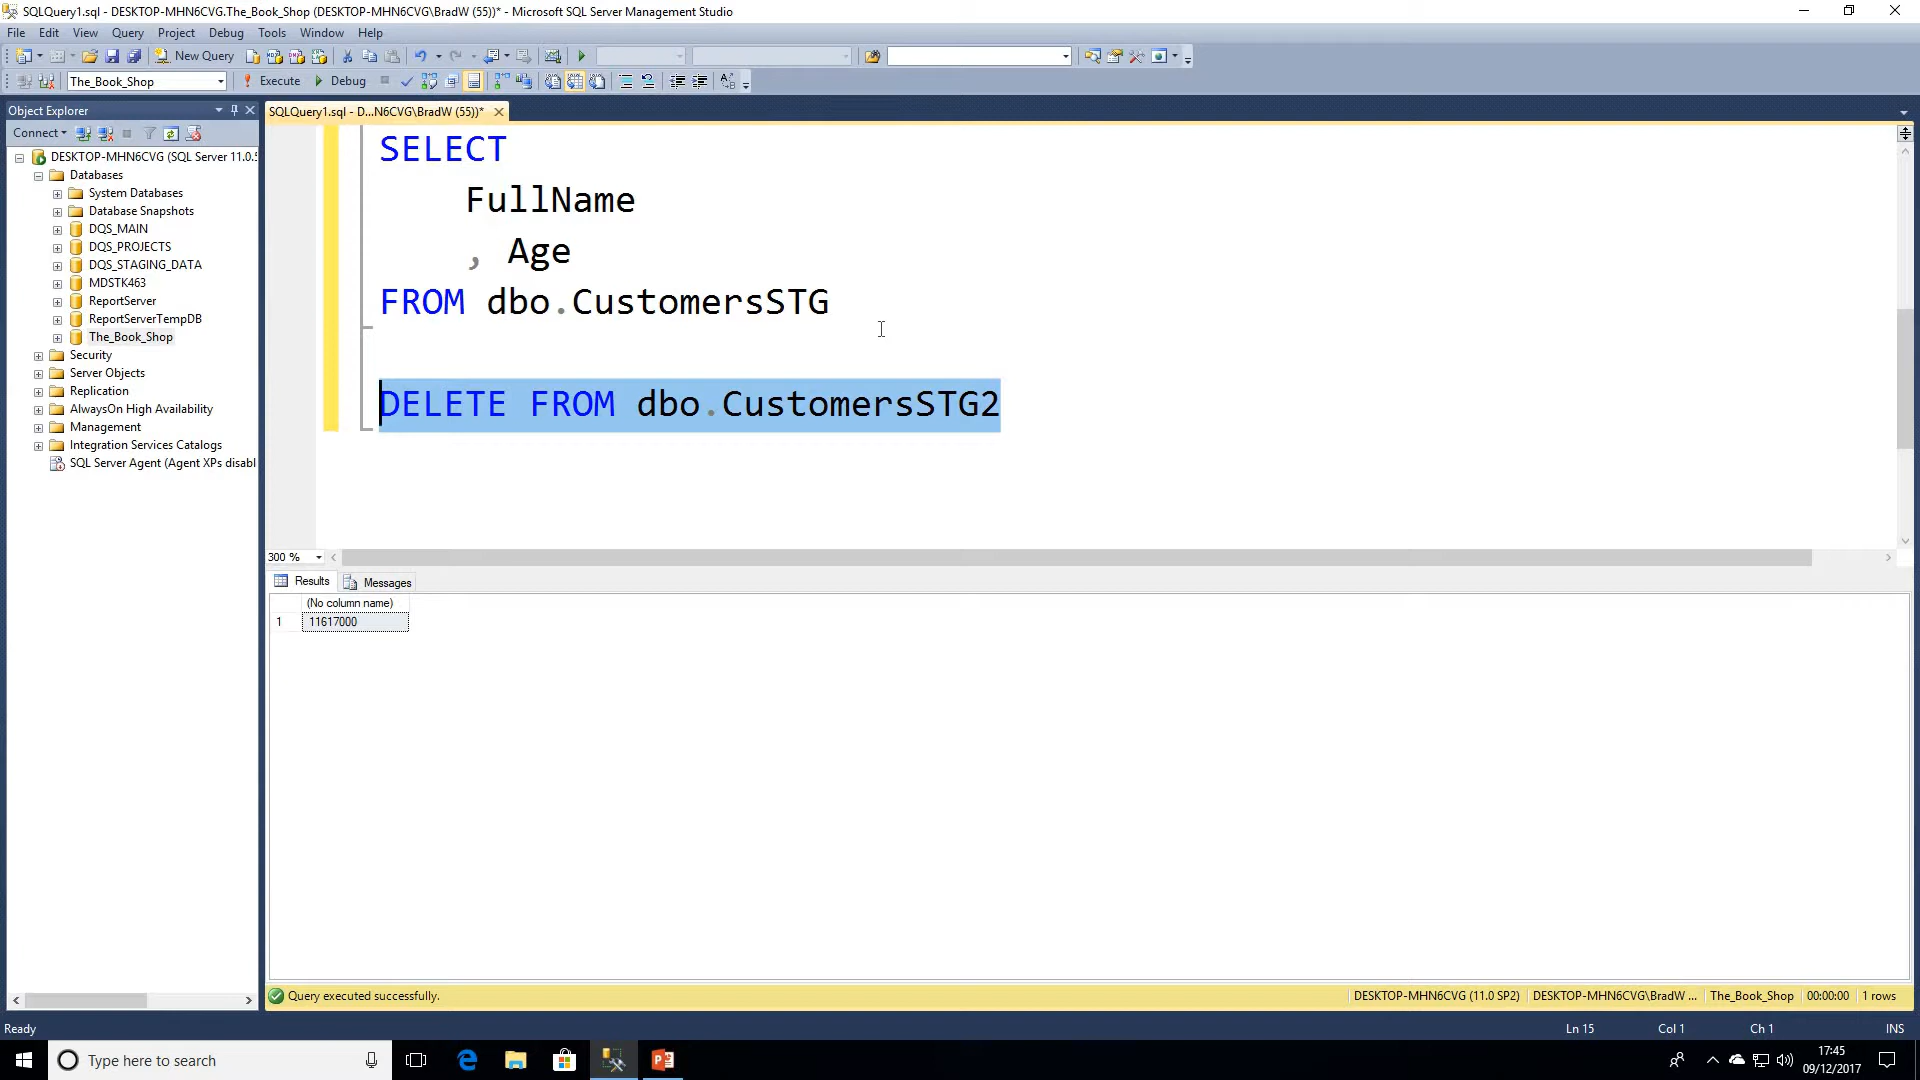 SQLQuery1.sql - DESKTOP-MHN6CVG.The_Book_Shop (DESKTOP-MHN6CVG\BradW (55))* - Microsoft SQL Server Management Studio
File Edit View Query Project Debug Tools Window Help
New Query
The_Book_Shop Execute Debug
Object Explorer
Connect
DESKTOP-MHN6CVG (SQL Server 11.0.5
Databases
System Databases
Database Snapshots
DQS_MAIN
DQS_PROJECTS
DQS_STAGING_DATA
MDSTK463
ReportServer
ReportServerTempDB
The_Book_Shop
Security
Server Objects
Replication
AlwaysOn High Availability
Management
Integration Services Catalogs
SQL Server Agent (Agent XPs disabl
SQLQuery1.sql - D...N6CVG\BradW (55))*
SELECT
FullName
, Age
FROM dbo.CustomersSTG
DELETE FROM dbo.CustomersSTG2
300 %
Results Messages
(No column name)
1 11617000
Query executed successfully. DESKTOP-MHN6CVG (11.0 SP2) DESKTOP-MHN6CVG\BradW ... The_Book_Shop 00:00:00 1 rows
Ready Ln 15 Col 1 Ch 1 INS
Type here to search
17:45
09/12/2017